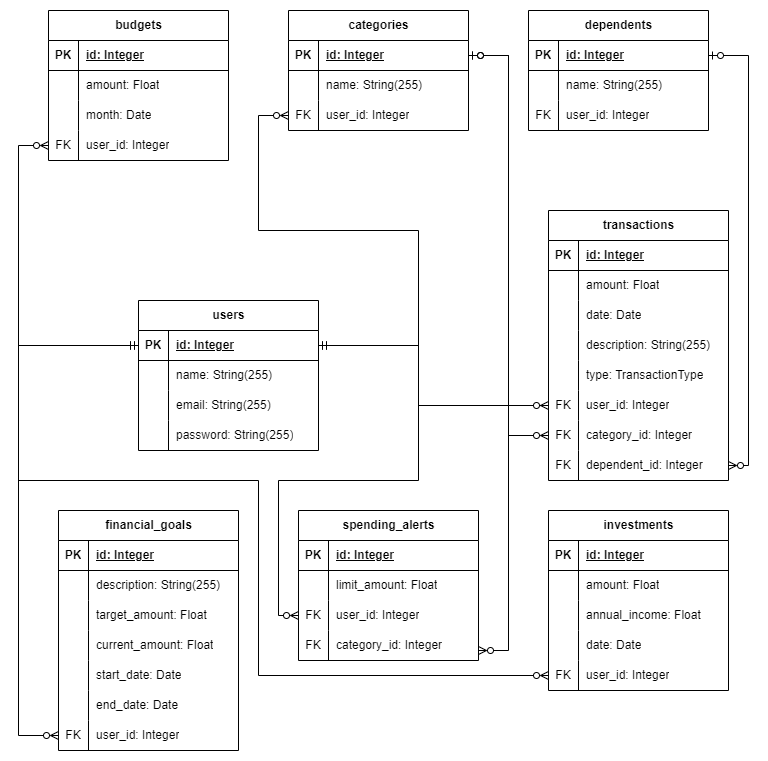 budgets
PK id: Integer
amount: Float
month: Date
FK user_id: Integer
categories
PK id: Integer
name: String(255)
FK user_id: Integer
dependents
PK id: Integer
name: String(255)
FK user_id: Integer
users
PK id: Integer
name: String(255)
email: String(255)
password: String(255)
transactions
PK id: Integer
amount: Float
date: Date
description: String(255)
type: TransactionType
FK user_id: Integer
FK category_id: Integer
FK dependent_id: Integer
financial_goals
PK id: Integer
description: String(255)
target_amount: Float
current_amount: Float
start_date: Date
end_date: Date
FK user_id: Integer
spending_alerts
PK id: Integer
limit_amount: Float
FK user_id: Integer
FK category_id: Integer
investments
PK id: Integer
amount: Float
annual_income: Float
date: Date
FK user_id: Integer